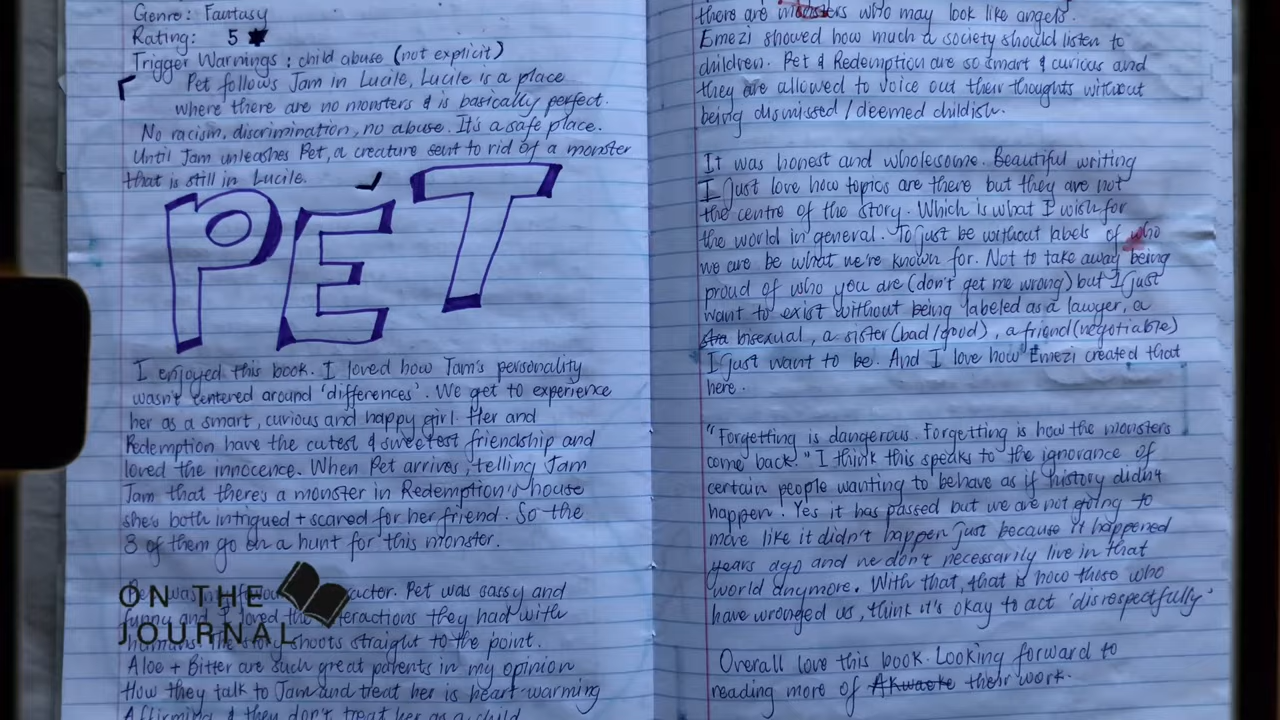 Genre: Fantasy
Rating: 5 ★
Trigger Warnings: child abuse (not explicit)
Pet follows Jam in Lucile, Lucile is a place
where there are no monsters & is basically perfect.
No racism, discrimination, no abuse. It's a safe place.
Until Jam unleashes Pet, a creature sent to rid of a monster
that is still in Lucile.
PET
I enjoyed this book. I loved how Jam's personality
wasn't centered around 'differences'. We get to experience
her as a smart, curious and happy girl. Her and
Redemption have the cutest & sweetest friendship and
loved the innocence. When Pet arrives, telling Jam
Jam that there's a monster in Redemption's house
she's both intrigued + scared for her friend. So the
3 of them go on a hunt for this monster.
Pet was. Pet was sassy and
funny and I loved the interactions they had with
humans. The story shoots straight to the point.
Aloe + Bitter are such great parents in my opinion
How they talk to Jam and treat her is heart-warming
Affirming & they don't treat her as a child
ON THE
JOURNAL
there are monsters who may look like angels.
Emezi showed how much a society should listen to
children. Pet & Redemption are so smart & curious and
they are allowed to voice out their thoughts without
being dismissed / deemed childish.
It was honest and wholesome. Beautiful writing
I just love how topics are there but they are not
the centre of the story. Which is what I wish for
the world in general. To just be without labels of who
we are be what we're known for. Not to take away being
proud of who you are (don't get me wrong) but I just
want to exist without being labeled as a lawyer, a
stra bisexual, a sister (bad/good), a friend (negotiable)
I just want to be. And I love how Emezi created that
here.
"Forgetting is dangerous. Forgetting is how the monsters
come back." I think this speaks to the ignorance of
certain people wanting to behave as if history didn't
happen. Yes it has passed but we are not going to
move like it didn't happen just because it happened
years ago and we don't necessarily live in that
world anymore. With that, that is how those who
have wronged us, think it's okay to act 'disrespectfully'
Overall love this book. Looking forward to
reading more of Akwaeke their work.